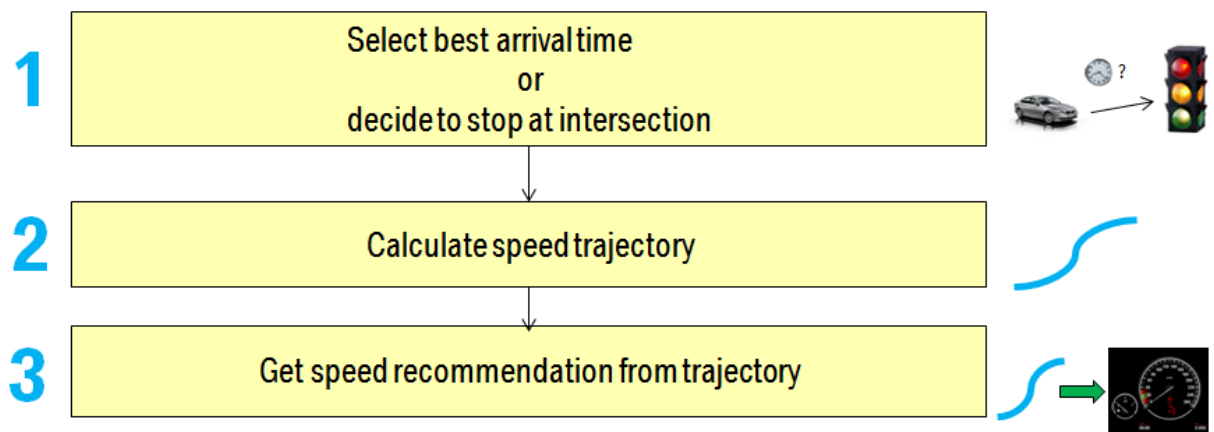 1
Select best arrival time
or
decide to stop at intersection
?
2
Calculate speed trajectory
3
Get speed recommendation from trajectory